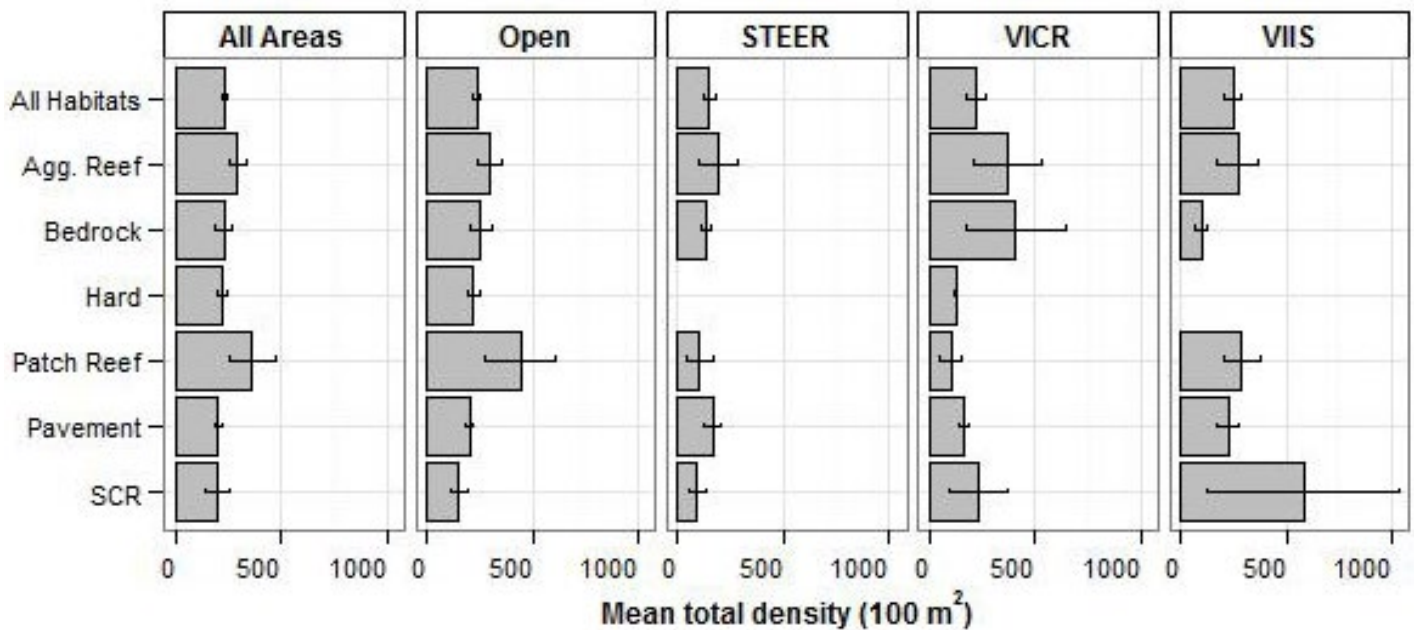 All Areas Open STEER VICR VIIS
All Habitats
Agg. Reef
Bedrock
Hard
Patch Reef
Pavement
SCR
0 500 1000 0 500 1000 0 500 1000 0 500 1000 0 500 1000
Mean total density (100 m²)